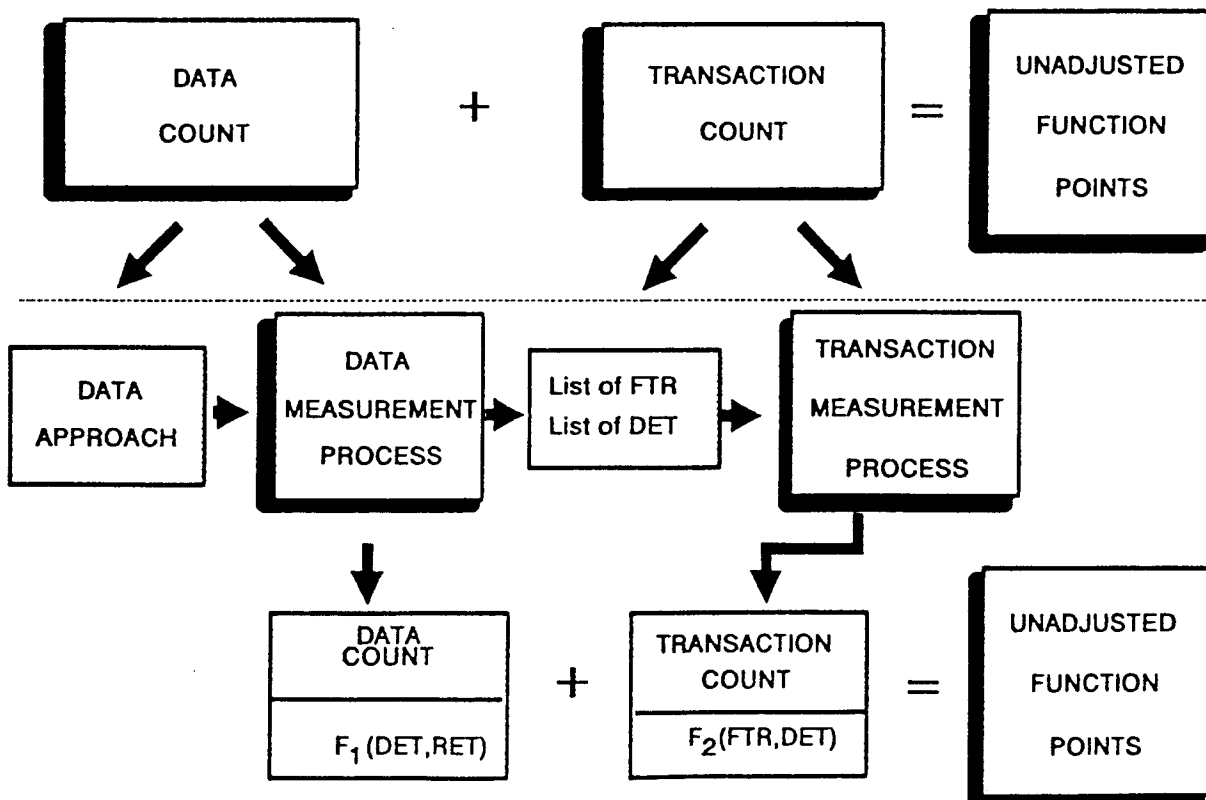 DATA
COUNT
+
TRANSACTION
COUNT
=
UNADJUSTED
FUNCTION
POINTS
DATA
APPROACH
DATA
MEASUREMENT
PROCESS
List of FTR
List of DET
TRANSACTION
MEASUREMENT
PROCESS
DATA
COUNT
F1(DET,RET)
+
TRANSACTION
COUNT
F2(FTR,DET)
=
UNADJUSTED
FUNCTION
POINTS